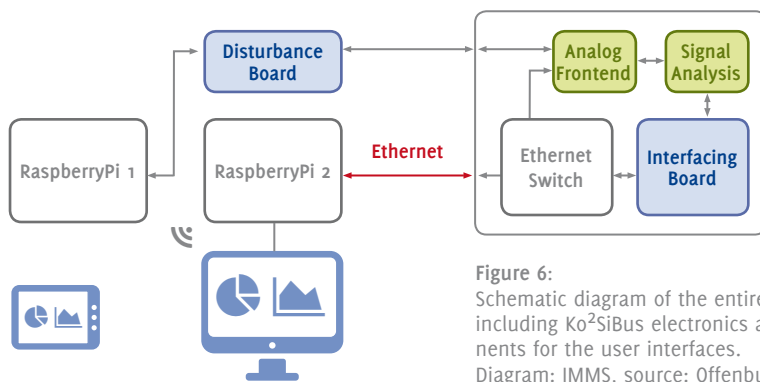 Disturbance
Board
Analog
Frontend
Signal
Analysis
RaspberryPi 1
RaspberryPi 2
Ethernet
Ethernet
Switch
Interfacing
Board
Figure 6:
Schematic diagram of the entire
including Ko²SiBus electronics
nents for the user interfaces.
Diagram: IMMS, source: